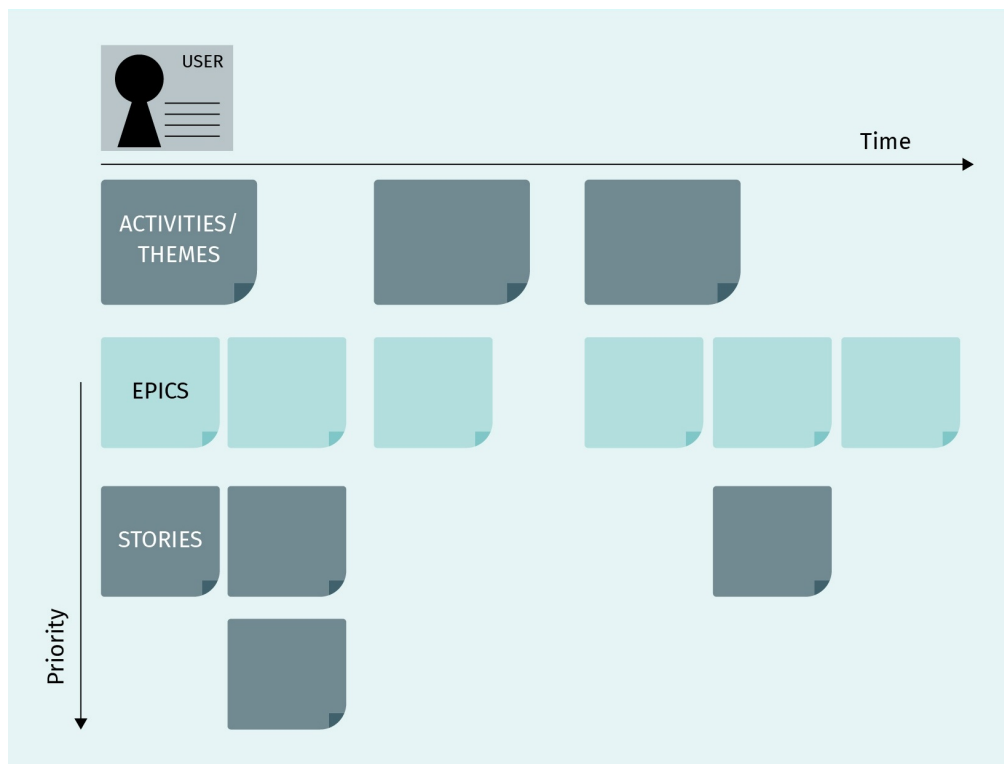 USER
Time
ACTIVITIES/
THEMES
EPICS
STORIES
Priority